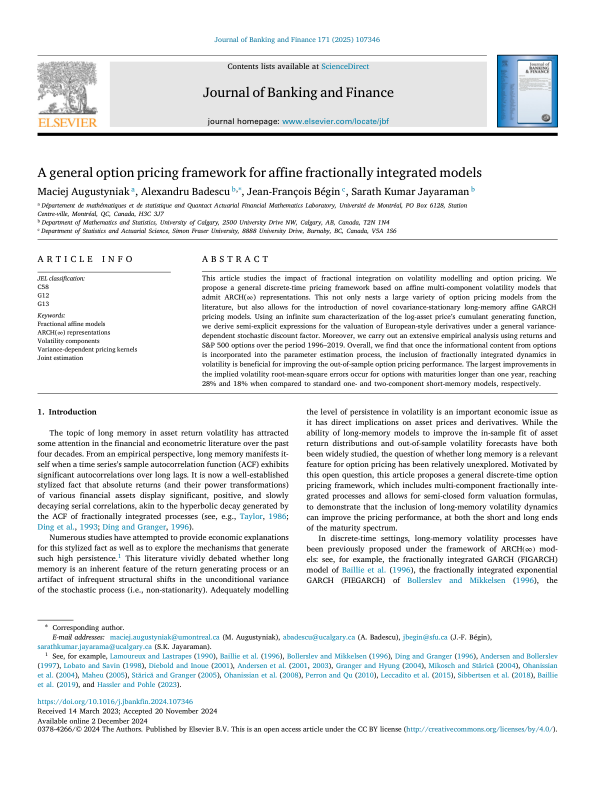 Journal of Banking and Finance 171 (2025) 107346
Contents lists available at ScienceDirect
Journal of Banking and Finance
journal homepage: www.elsevier.com/locate/jbf
ELSEVIER
Journal of
BANKING
& FINANCE
A general option pricing framework for affine fractionally integrated models
Maciej Augustyniak a, Alexandru Badescu b,*, Jean-François Bégin c, Sarath Kumar Jayaraman b
a Département de mathématiques et de statistique and Quantact Actuarial Financial Mathematics Laboratory, Université de Montréal, PO Box 6128, Station
Centre-ville, Montréal, QC, Canada, H3C 3J7
b Department of Mathematics and Statistics, University of Calgary, 2500 University Drive NW, Calgary, AB, Canada, T2N 1N4
c Department of Statistics and Actuarial Science, Simon Fraser University, 8888 University Drive, Burnaby, BC, Canada, V5A 1S6
ARTICLE INFO
JEL classification:
C58
G12
G13
Keywords:
Fractional affine models
ARCH(∞) representations
Volatility components
Variance-dependent pricing kernels
Joint estimation
ABSTRACT
This article studies the impact of fractional integration on volatility modelling and option pricing. We
propose a general discrete-time pricing framework based on affine multi-component volatility models that
admit ARCH(∞) representations. This not only nests a large variety of option pricing models from the
literature, but also allows for the introduction of novel covariance-stationary long-memory affine GARCH
pricing models. Using an infinite sum characterization of the log-asset price's cumulant generating function,
we derive semi-explicit expressions for the valuation of European-style derivatives under a general variance-
dependent stochastic discount factor. Moreover, we carry out an extensive empirical analysis using returns and
S&P 500 options over the period 1996–2019. Overall, we find that once the informational content from options
is incorporated into the parameter estimation process, the inclusion of fractionally integrated dynamics in
volatility is beneficial for improving the out-of-sample option pricing performance. The largest improvements in
the implied volatility root-mean-square errors occur for options with maturities longer than one year, reaching
28% and 18% when compared to standard one- and two-component short-memory models, respectively.
1. Introduction
The topic of long memory in asset return volatility has attracted
some attention in the financial and econometric literature over the past
four decades. From an empirical perspective, long memory manifests it-
self when a time series's sample autocorrelation function (ACF) exhibits
significant autocorrelations over long lags. It is now a well-established
stylized fact that absolute returns (and their power transformations)
of various financial assets display significant, positive, and slowly
decaying serial correlations, akin to the hyperbolic decay generated by
the ACF of fractionally integrated processes (see, e.g., Taylor, 1986;
Ding et al., 1993; Ding and Granger, 1996).
Numerous studies have attempted to provide economic explanations
for this stylized fact as well as to explore the mechanisms that generate
such high persistence.1 This literature vividly debated whether long
memory is an inherent feature of the return generating process or an
artifact of infrequent structural shifts in the unconditional variance
of the stochastic process (i.e., non-stationarity). Adequately modelling
the level of persistence in volatility is an important economic issue as
it has direct implications on asset prices and derivatives. While the
ability of long-memory models to improve the in-sample fit of asset
return distributions and out-of-sample volatility forecasts have both
been widely studied, the question of whether long memory is a relevant
feature for option pricing has been relatively unexplored. Motivated by
this open question, this article proposes a general discrete-time option
pricing framework, which includes multi-component fractionally inte-
grated processes and allows for semi-closed form valuation formulas,
to demonstrate that the inclusion of long-memory volatility dynamics
can improve the pricing performance, at both the short and long ends
of the maturity spectrum.
In discrete-time settings, long-memory volatility processes have
been previously proposed under the framework of ARCH(∞) mod-
els: see, for example, the fractionally integrated GARCH (FIGARCH)
model of Baillie et al. (1996), the fractionally integrated exponential
GARCH (FIEGARCH) of Bollerslev and Mikkelsen (1996), the
* Corresponding author.
E-mail addresses: maciej.augustyniak@umontreal.ca (M. Augustyniak), abadescu@ucalgary.ca (A. Badescu), jbegin@sfu.ca (J.-F. Bégin),
sarathkumar.jayarama@ucalgary.ca (S.K. Jayaraman).
1 See, for example, Lamoureux and Lastrapes (1990), Baillie et al. (1996), Bollerslev and Mikkelsen (1996), Ding and Granger (1996), Andersen and Bollerslev
(1997), Lobato and Savin (1998), Diebold and Inoue (2001), Andersen et al. (2001, 2003), Granger and Hyung (2004), Mikosch and Stărică (2004), Ohanissian
et al. (2004), Maheu (2005), Stărică and Granger (2005), Ohanissian et al. (2008), Perron and Qu (2010), Leccadito et al. (2015), Sibbertsen et al. (2018), Baillie
et al. (2019), and Hassler and Pohle (2023).
https://doi.org/10.1016/j.jbankfin.2024.107346
Received 14 March 2023; Accepted 20 November 2024
Available online 2 December 2024
0378-4266/© 2024 The Authors. Published by Elsevier B.V. This is an open access article under the CC BY license (http://creativecommons.org/licenses/by/4.0/).